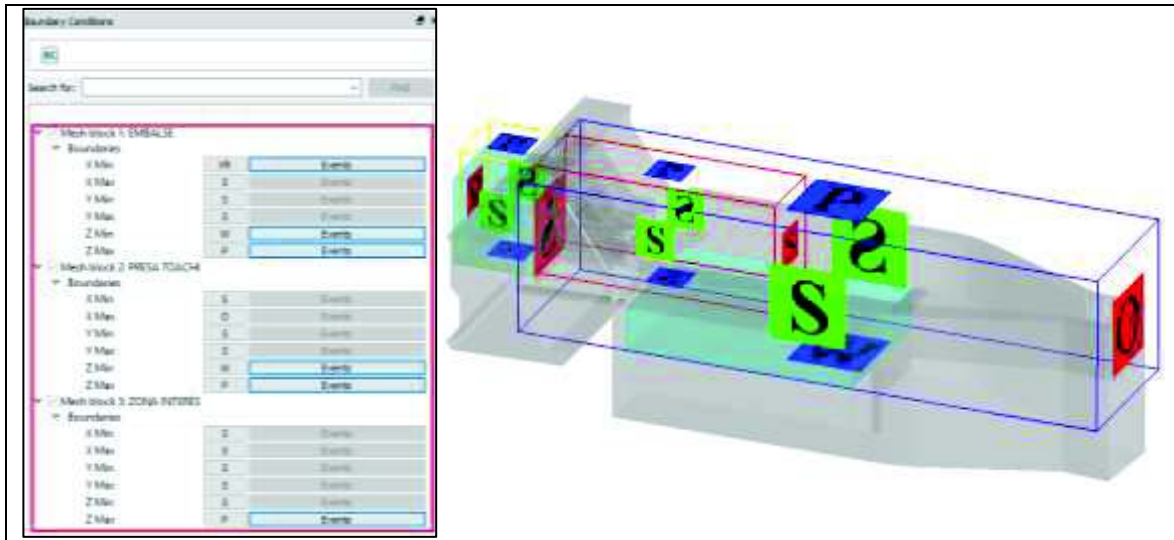 Boundary Conditions
BC
Search for: Find
Mesh block 1: EMBALSE
Boundaries
X Min Events
X Max S Events
Y Min S Events
Y Max S Events
Z Min W Events
Z Max P Events
Mesh block 2: PRESA TOACHI
Boundaries
X Min S Events
X Max O Events
Y Min S Events
Y Max S Events
Z Min W Events
Z Max P Events
Mesh block 3: ZONA INTERES
Boundaries
X Min S Events
X Max S Events
Y Min S Events
Y Max S Events
Z Min S Events
Z Max P Events
S
S
S
S
S
S
P
O